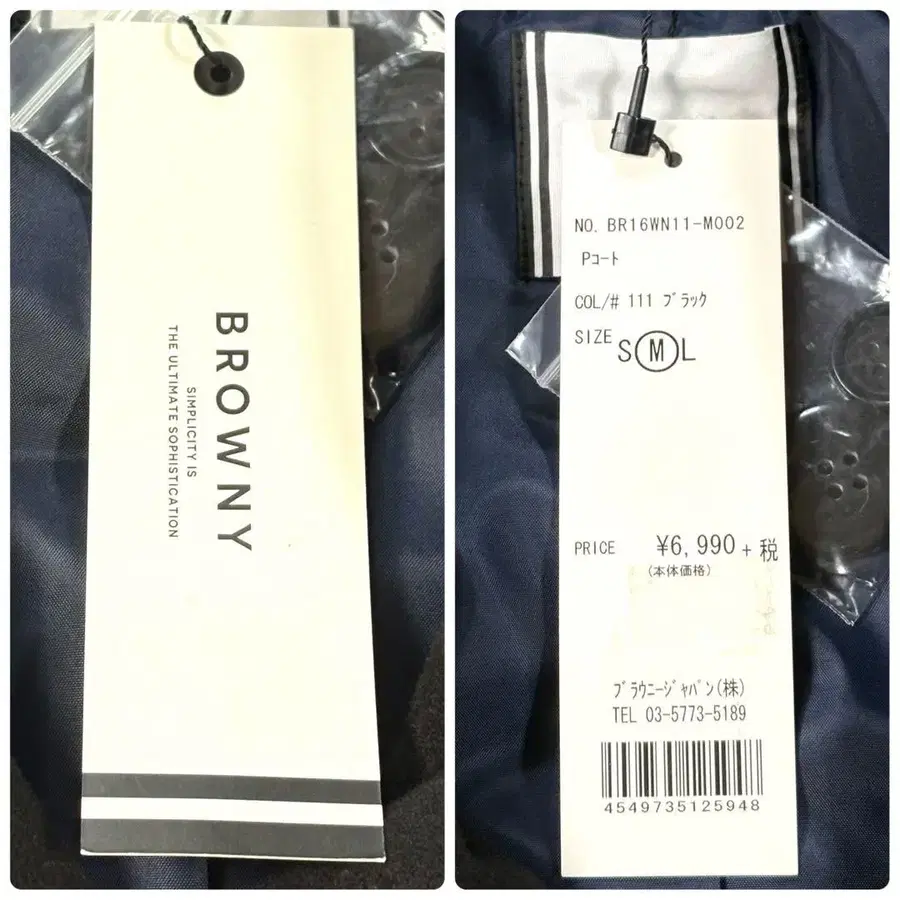 BROWNY
SIMPLICITY IS
THE ULTIMATE SOPHISTICATION
NO. BR16WN11-M002
Pｺｰﾄ
COL/# 111 ﾌﾞﾗｯｸ
SIZE S M L
PRICE ¥6,990 + 税
(本体価格)
ﾌﾞﾗｳﾆｰｼﾞｬﾊﾟﾝ(株)
TEL 03-5773-5189
4549735125948